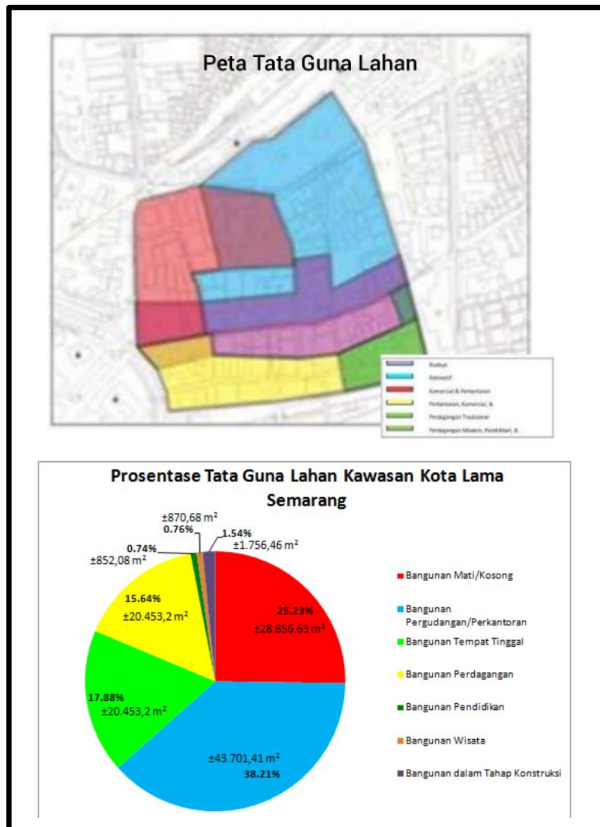 Peta Tata Guna Lahan
Budaya
Rekreatif
Komersial & Perkantoran
Perkantoran, Komersial, &
Perdagangan Tradisional
Perdagangan Modern, Pendidikan, &
Prosentase Tata Guna Lahan Kawasan Kota Lama
Semarang
±870,68 m²
0.76%
1.54%
±1.756,46 m²
0.74%
±852,08 m²
15.64%
±20.453,2 m²
25.23%
±28.856,63 m²
17.88%
±20.453,2 m²
±43.701,41 m²
38.21%
Bangunan Mati/Kosong
Bangunan
Pergudangan/Perkantoran
Bangunan Tempat Tinggal
Bangunan Perdagangan
Bangunan Pendidikan
Bangunan Wisata
Bangunan dalam Tahap Konstruksi